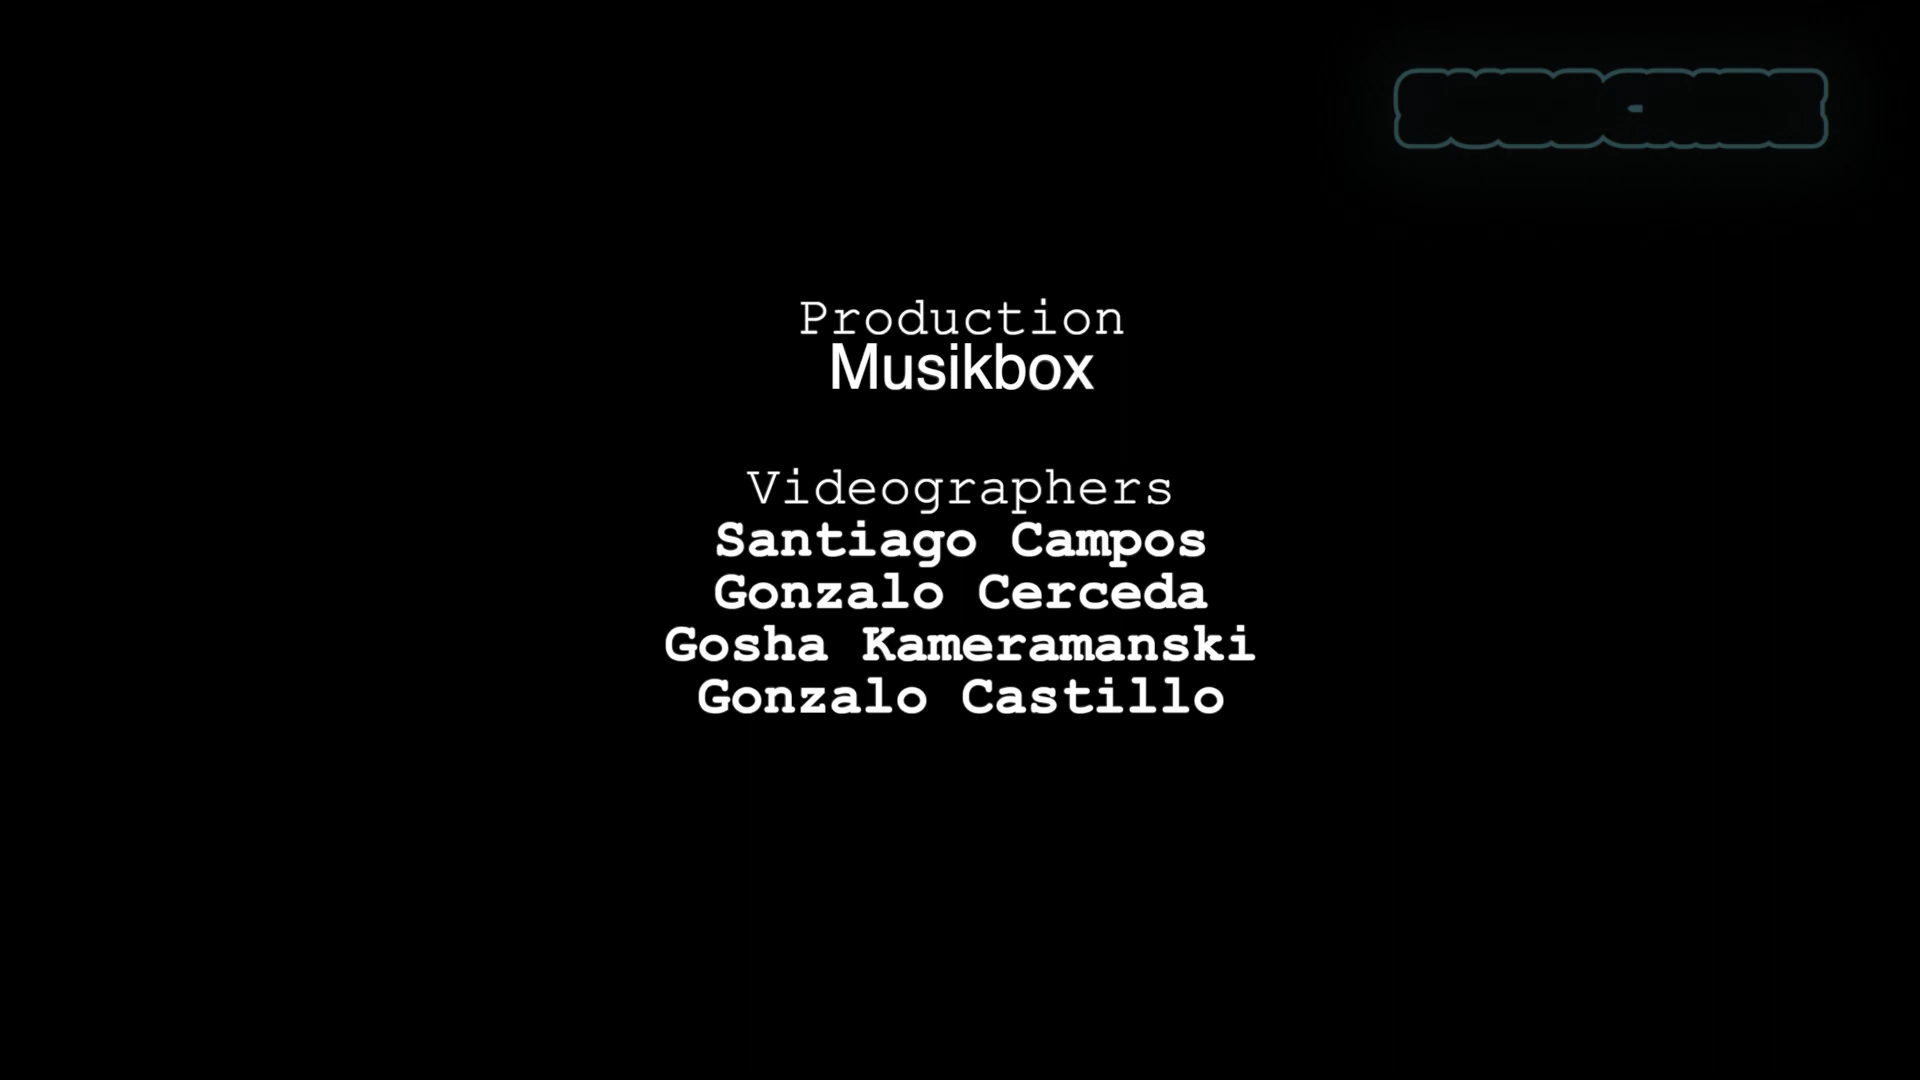 Production
Musikbox
Videographers
Santiago Campos
Gonzalo Cerceda
Gosha Kameramanski
Gonzalo Castillo